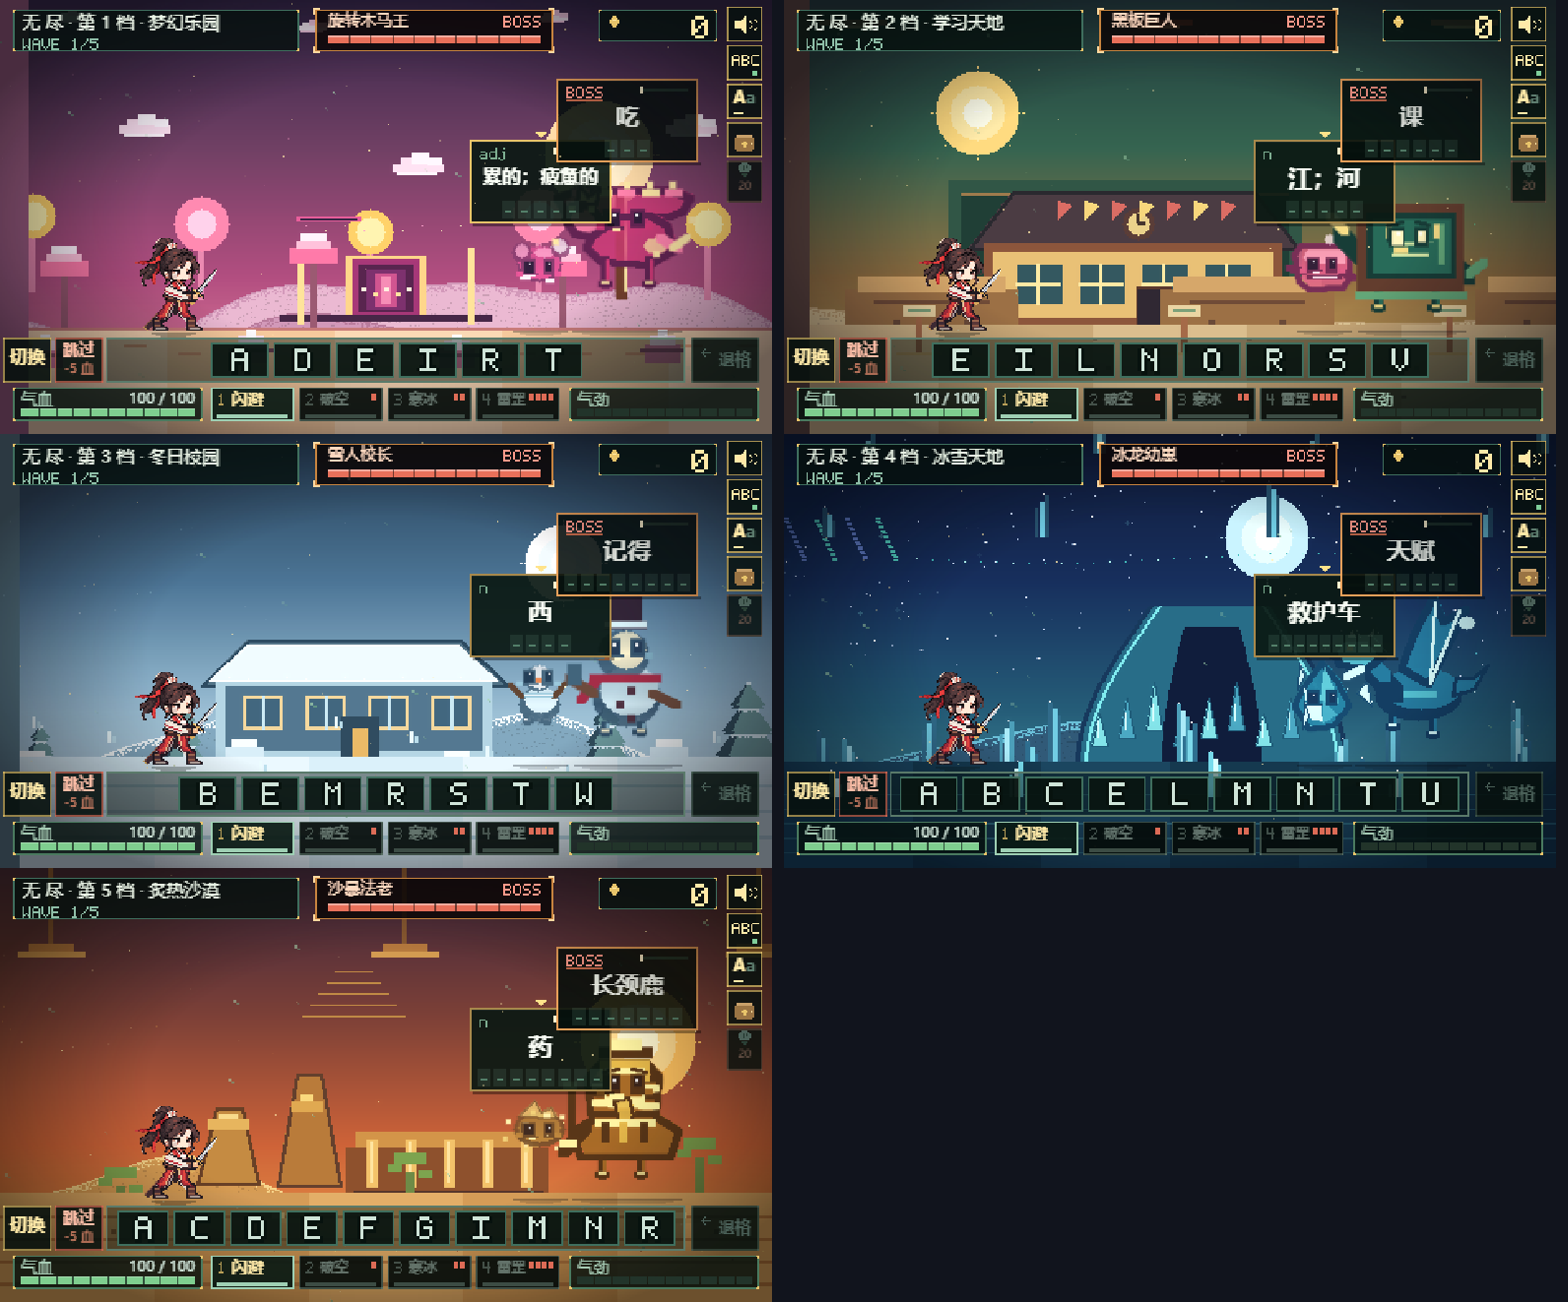 无尽·第1档·梦幻乐园
WAVE 1/5
旋转木马王 BOSS
0
ABC
Aa
20
BOSS
吃
adj
累的；疲惫的
切换
跳过
-5 血
A D E I R T
← 退格
气血 100/100
1 闪避
2 破空
3 寒冰
4 雷罡
气劲
无尽·第2档·学习天地
WAVE 1/5
黑板巨人 BOSS
0
ABC
Aa
20
BOSS
课
n
江；河
切换
跳过
-5 血
E I L N O R S V
← 退格
气血 100/100
1 闪避
2 破空
3 寒冰
4 雷罡
气劲
无尽·第3档·冬日校园
WAVE 1/5
雪人校长 BOSS
0
ABC
Aa
20
BOSS
记得
n
西
切换
跳过
-5 血
B E M R S T W
← 退格
气血 100/100
1 闪避
2 破空
3 寒冰
4 雷罡
气劲
无尽·第4档·冰雪天地
WAVE 1/5
冰龙幼崽 BOSS
0
ABC
Aa
20
BOSS
天赋
n
救护车
切换
跳过
-5 血
A B C E L M N T U
← 退格
气血 100/100
1 闪避
2 破空
3 寒冰
4 雷罡
气劲
无尽·第5档·炙热沙漠
WAVE 1/5
沙暴法老 BOSS
0
ABC
Aa
20
BOSS
长颈鹿
n
药
切换
跳过
-5 血
A C D E F G I M N R
← 退格
气血 100/100
1 闪避
2 破空
3 寒冰
4 雷罡
气劲